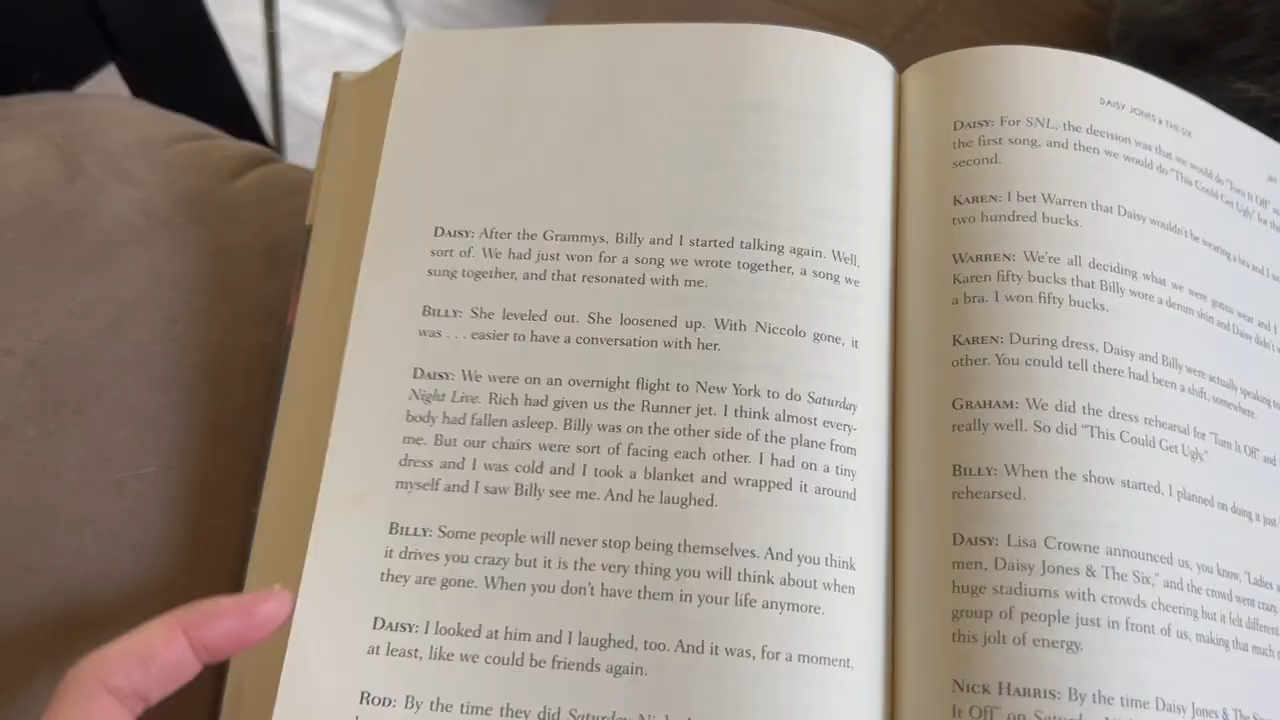 DAISY: After the Grammys, Billy and I started talking again. Well,
sort of. We had just won for a song we wrote together, a song we
sung together, and that resonated with me.
BILLY: She leveled out. She loosened up. With Niccolo gone, it
was . . . easier to have a conversation with her.
DAISY: We were on an overnight flight to New York to do Saturday
Night Live. Rich had given us the Runner jet. I think almost every-
body had fallen asleep. Billy was on the other side of the plane from
me. But our chairs were sort of facing each other. I had on a tiny
dress and I was cold and I took a blanket and wrapped it around
myself and I saw Billy see me. And he laughed.
BILLY: Some people will never stop being themselves. And you think
it drives you crazy but it is the very thing you will think about when
they are gone. When you don't have them in your life anymore.
DAISY: I looked at him and I laughed, too. And it was, for a moment,
at least, like we could be friends again.
ROD: By the time they did Saturday
DAISY JONES & THE SIX
DAISY: For SNL, the decision was that we would do "Turn It Off"
the first song, and then we would do "This Could Get Ugly" for the
second.
KAREN: I bet Warren that Daisy wouldn't be wearing a bra and I
two hundred bucks.
WARREN: We're all deciding what we were gonna wear and I
Karen fifty bucks that Billy wore a denim shirt and Daisy didn't
a bra. I won fifty bucks.
KAREN: During dress, Daisy and Billy were actually speaking to
other. You could tell there had been a shift, somewhere.
GRAHAM: We did the dress rehearsal for "Turn It Off" and
really well. So did "This Could Get Ugly."
BILLY: When the show started, I planned on doing it just
rehearsed.
DAISY: Lisa Crowne announced us, you know, "Ladies
men, Daisy Jones & The Six," and the crowd went crazy.
huge stadiums with crowds cheering but it felt different
group of people just in front of us, making that much
this jolt of energy.
NICK HARRIS: By the time Daisy Jones & The
It Off" on